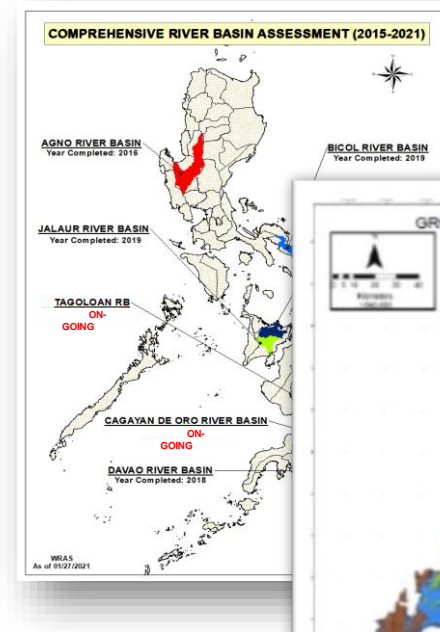 COMPREHENSIVE RIVER BASIN ASSESSMENT (2015-2021)
AGNO RIVER BASIN
Year Completed: 2016
BICOL RIVER BASIN
Year Completed: 2019
JALAUR RIVER BASIN
Year Completed: 2019
TAGOLOAN RB
ON-
GOING
CAGAYAN DE ORO RIVER BASIN
ON-
GOING
DAVAO RIVER BASIN
Year Completed: 2018
WRAS
As of 01/27/2021
Kilometers